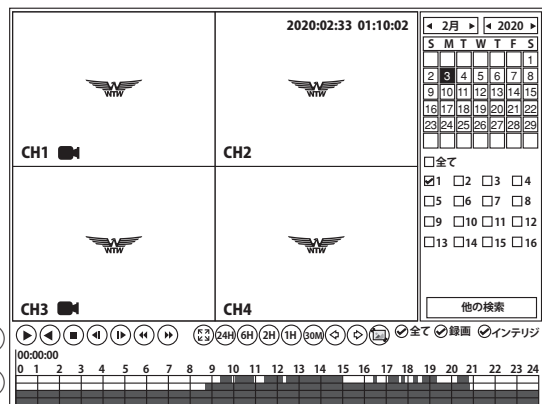 2020:02:33 01:10:02
WTW
WTW
CH1
CH2
WTW
WTW
CH3
CH4
2月
2020
S M T W T F S
1
2 3 4 5 6 7 8
9 10 11 12 13 14 15
16 17 18 19 20 21 22
23 24 25 26 27 28 29
全て
1 2 3 4
5 6 7 8
9 10 11 12
13 14 15 16
他の検索
24H 6H 2H 1H 30M
全て 録画 インテリジ
00:00:00
0 1 2 3 4 5 6 7 8 9 10 11 12 13 14 15 16 17 18 19 20 21 22 23 24